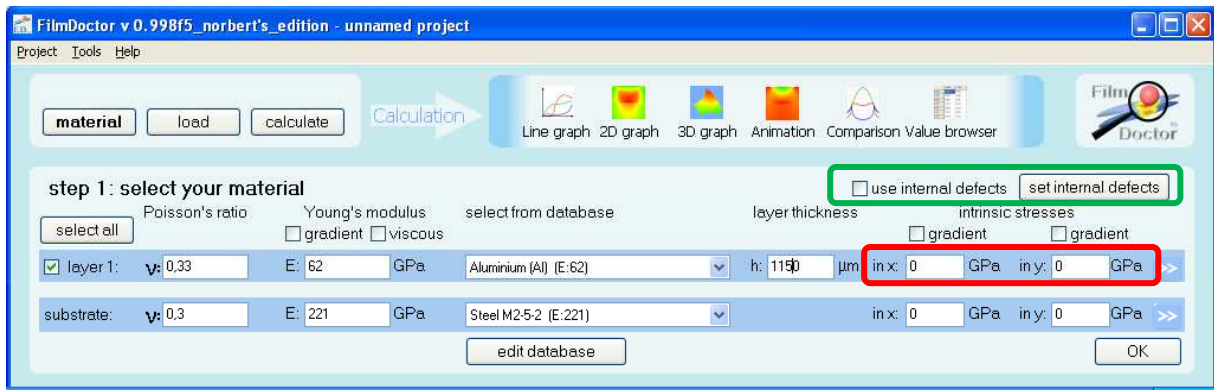 FilmDoctor v 0.998f5_norbert's_edition - unnamed project
Project Tools Help
material load calculate Calculation Line graph 2D graph 3D graph Animation Comparison Value browser Film Doctor
step 1: select your material use internal defects set internal defects
Poisson's ratio Young's modulus select from database layer thickness intrinsic stresses
select all gradient viscous gradient gradient
layer 1: ν: 0,33 E: 62 GPa Aluminium (Al) (E:62) h: 1150 µm in x: 0 GPa in y: 0 GPa >>
substrate: ν: 0,3 E: 221 GPa Steel M2-5-2 (E:221) in x: 0 GPa in y: 0 GPa >>
edit database OK